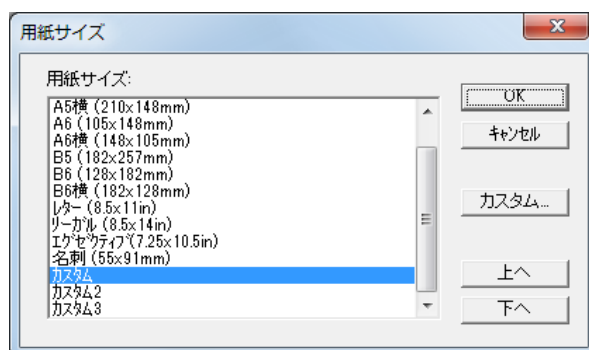 用紙サイズ
用紙サイズ:
A5横 (210x148mm)
A6 (105x148mm)
A6横 (148x105mm)
B5 (182x257mm)
B6 (128x182mm)
B6横 (182x128mm)
レター (8.5x11in)
リーガル (8.5x14in)
エグゼクティブ(7.25x10.5in)
名刺 (55x91mm)
カスタム
カスタム2
カスタム3
OK
キャンセル
カスタム...
上へ
下へ